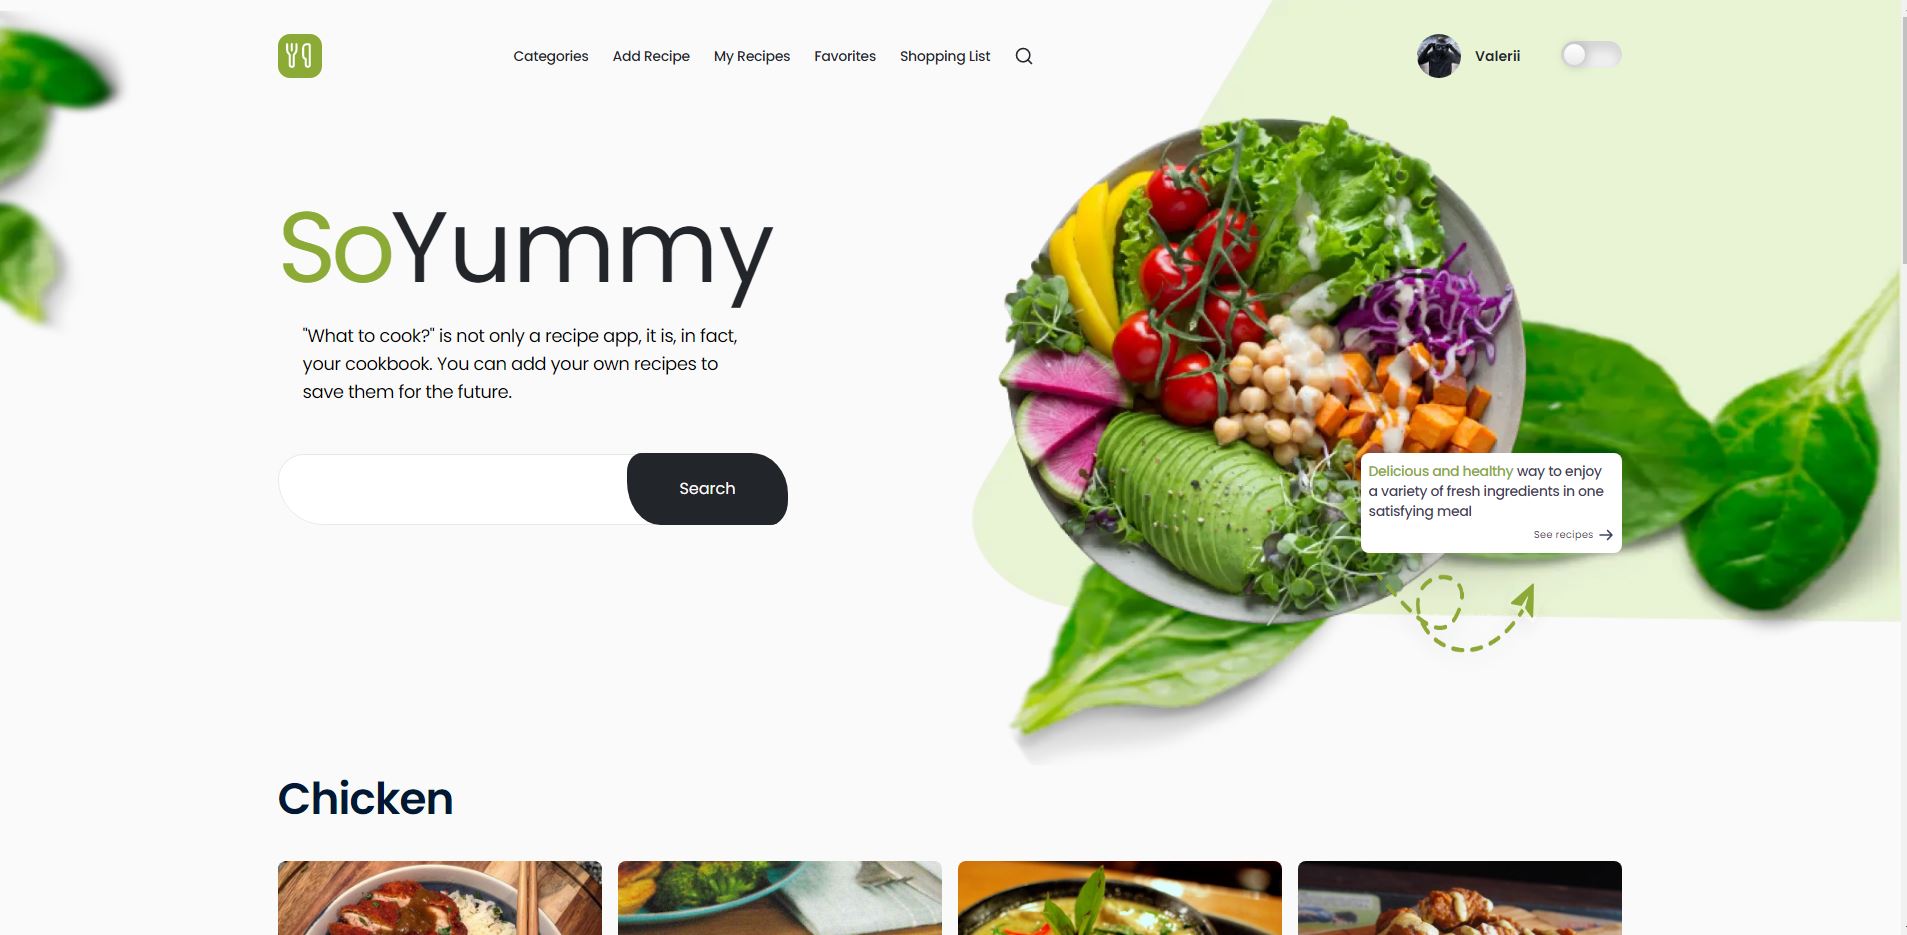 Categories Add Recipe My Recipes Favorites Shopping List
Valerii
SoYummy
"What to cook?" is not only a recipe app, it is, in fact,
your cookbook. You can add your own recipes to
save them for the future.
Search
Delicious and healthy way to enjoy
a variety of fresh ingredients in one
satisfying meal
See recipes
Chicken